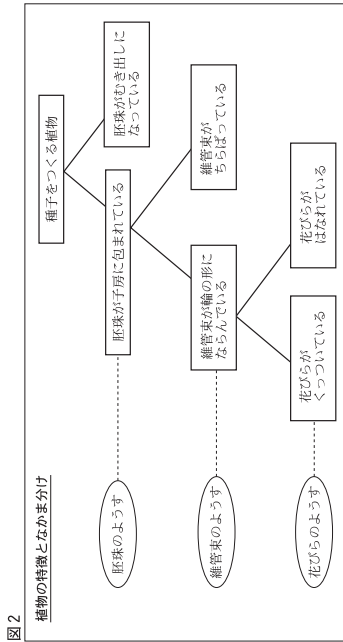 図2
植物の特徴となかま分け
種子をつくる植物
胚珠のようす
胚珠が子房に包まれている
胚珠がむき出しに
なっている
維管束のようす
維管束が輪の形に
ならんでいる
維管束が
ちらばっている
花びらのようす
花びらが
くっついている
花びらが
はなれている